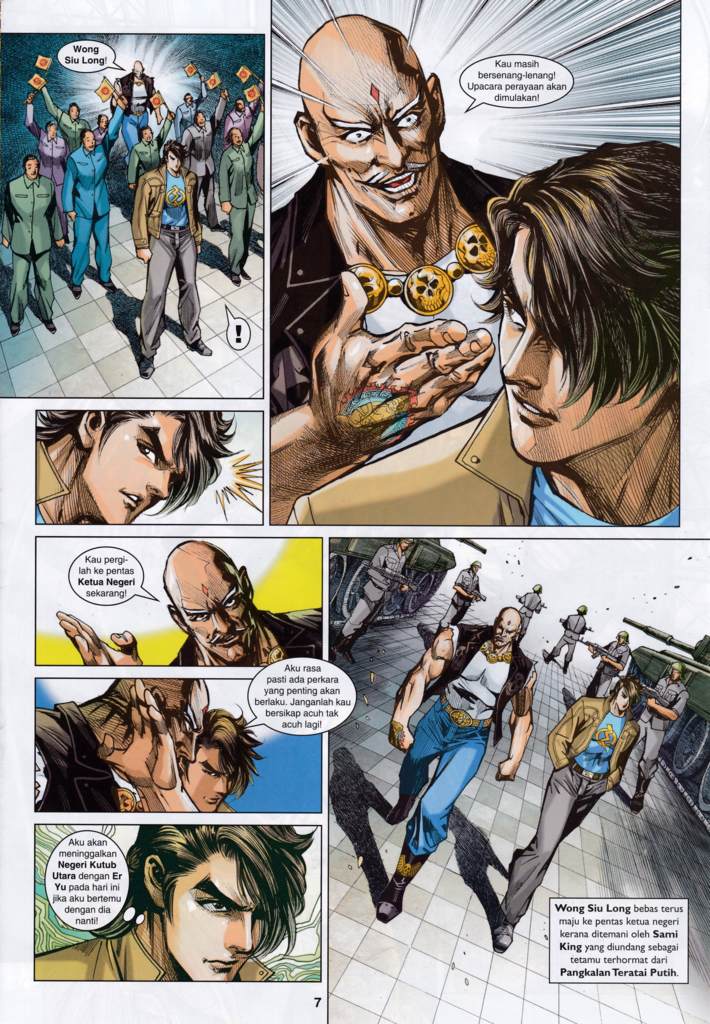 Wong
Siu Long!
!
Kau masih
bersenang-lenang!
Upacara perayaan akan
dimulakan!
Kau pergi-
lah ke pentas
Ketua Negeri
sekarang!
Aku rasa
pasti ada perkara
yang penting akan
berlaku. Janganlah kau
bersikap acuh tak
acuh lagi!
Aku akan
meninggalkan
Negeri Kutub
Utara dengan Er
Yu pada hari ini
jika aku bertemu
dengan dia
nanti!
Wong Siu Long bebas terus
maju ke pentas ketua negeri
kerana ditemani oleh Sami
King yang diundang sebagai
tetamu terhormat dari
Pangkalan Teratai Putih.
7